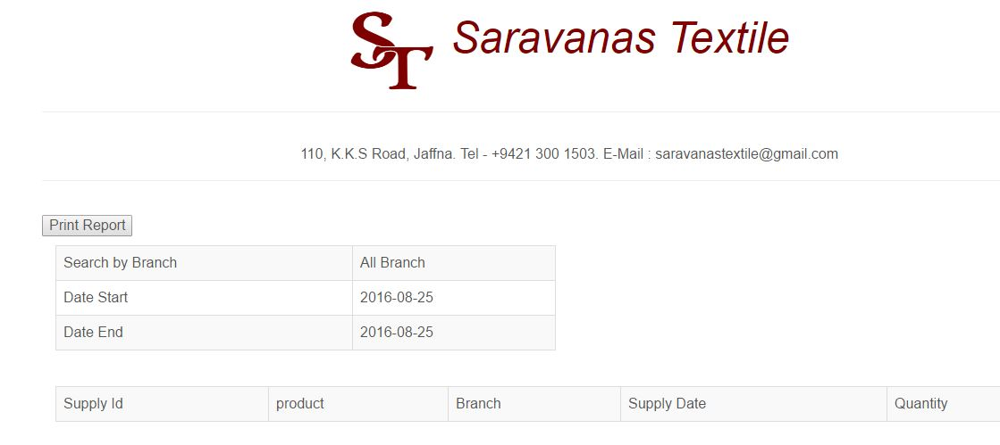 ST Saravanas Textile
110, K.K.S Road, Jaffna. Tel - +9421 300 1503. E-Mail : saravanastextile@gmail.com
Print Report
Search by Branch All Branch
Date Start 2016-08-25
Date End 2016-08-25
Supply Id product Branch Supply Date Quantity